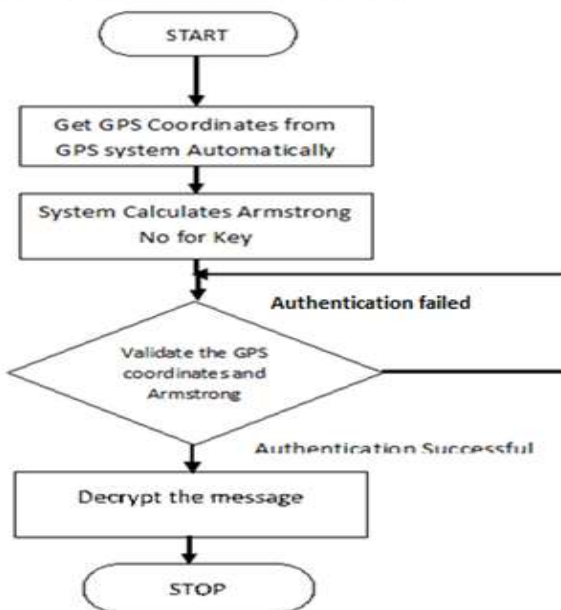 START
Get GPS Coordinates from
GPS system Automatically
System Calculates Armstrong
No for Key
Authentication failed
Validate the GPS
coordinates and
Armstrong
Authentication Successful
Decrypt the message
STOP